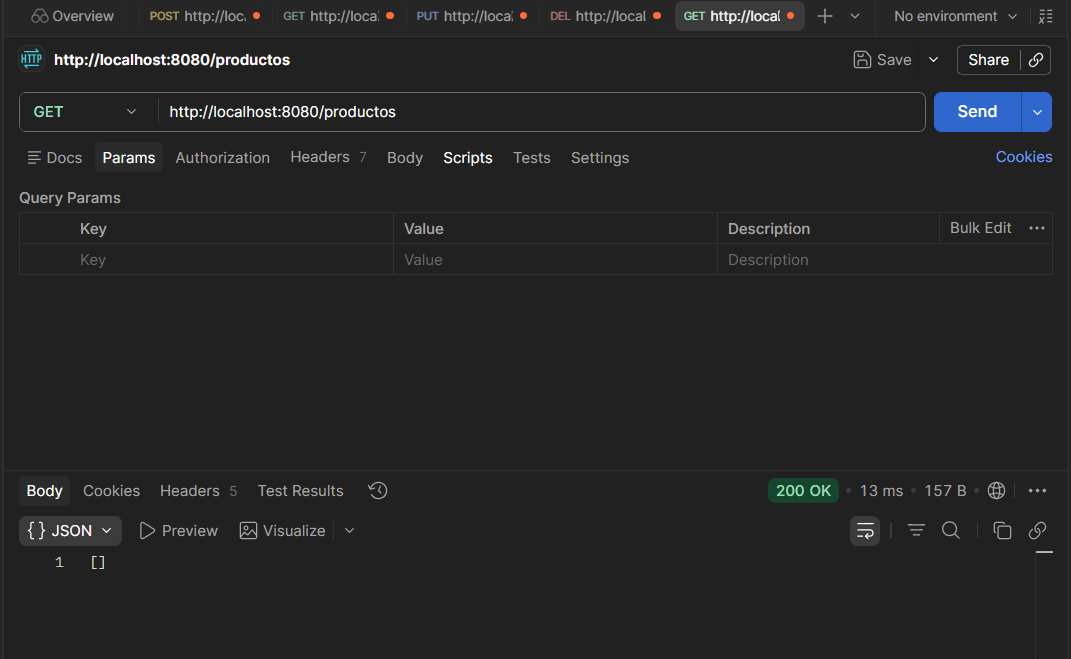 Overview POST http://loc. GET http://local PUT http://local DEL http://local GET http://local No environment
HTTP http://localhost:8080/productos Save Share
GET http://localhost:8080/productos Send
Docs Params Authorization Headers 7 Body Scripts Tests Settings Cookies
Query Params
Key Value Description Bulk Edit
Key Value Description
Body Cookies Headers 5 Test Results 200 OK 13 ms 157 B
{} JSON Preview Visualize
1 []